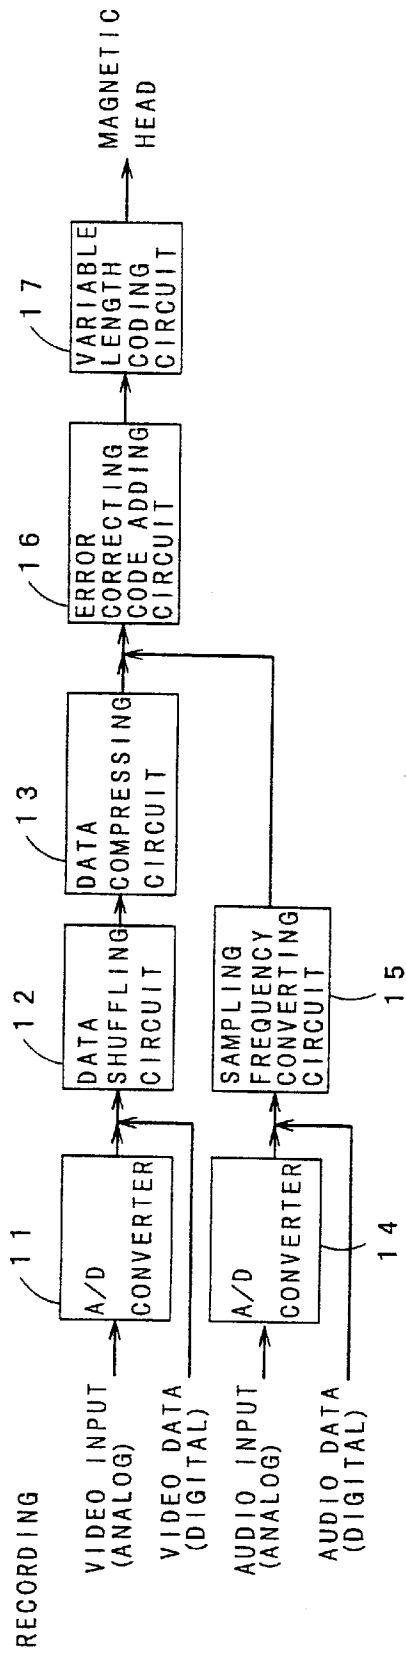 RECORDING
VIDEO INPUT
(ANALOG)
VIDEO DATA
(DIGITAL)
AUDIO INPUT
(ANALOG)
AUDIO DATA
(DIGITAL)
11
A/D
CONVERTER
12
DATA
SHUFFLING
CIRCUIT
13
DATA
COMPRESSING
CIRCUIT
14
A/D
CONVERTER
15
SAMPLING
FREQUENCY
CONVERTING
CIRCUIT
16
ERROR
CORRECTING
CODE ADDING
CIRCUIT
17
VARIABLE
LENGTH
CODING
CIRCUIT
MAGNETIC
HEAD